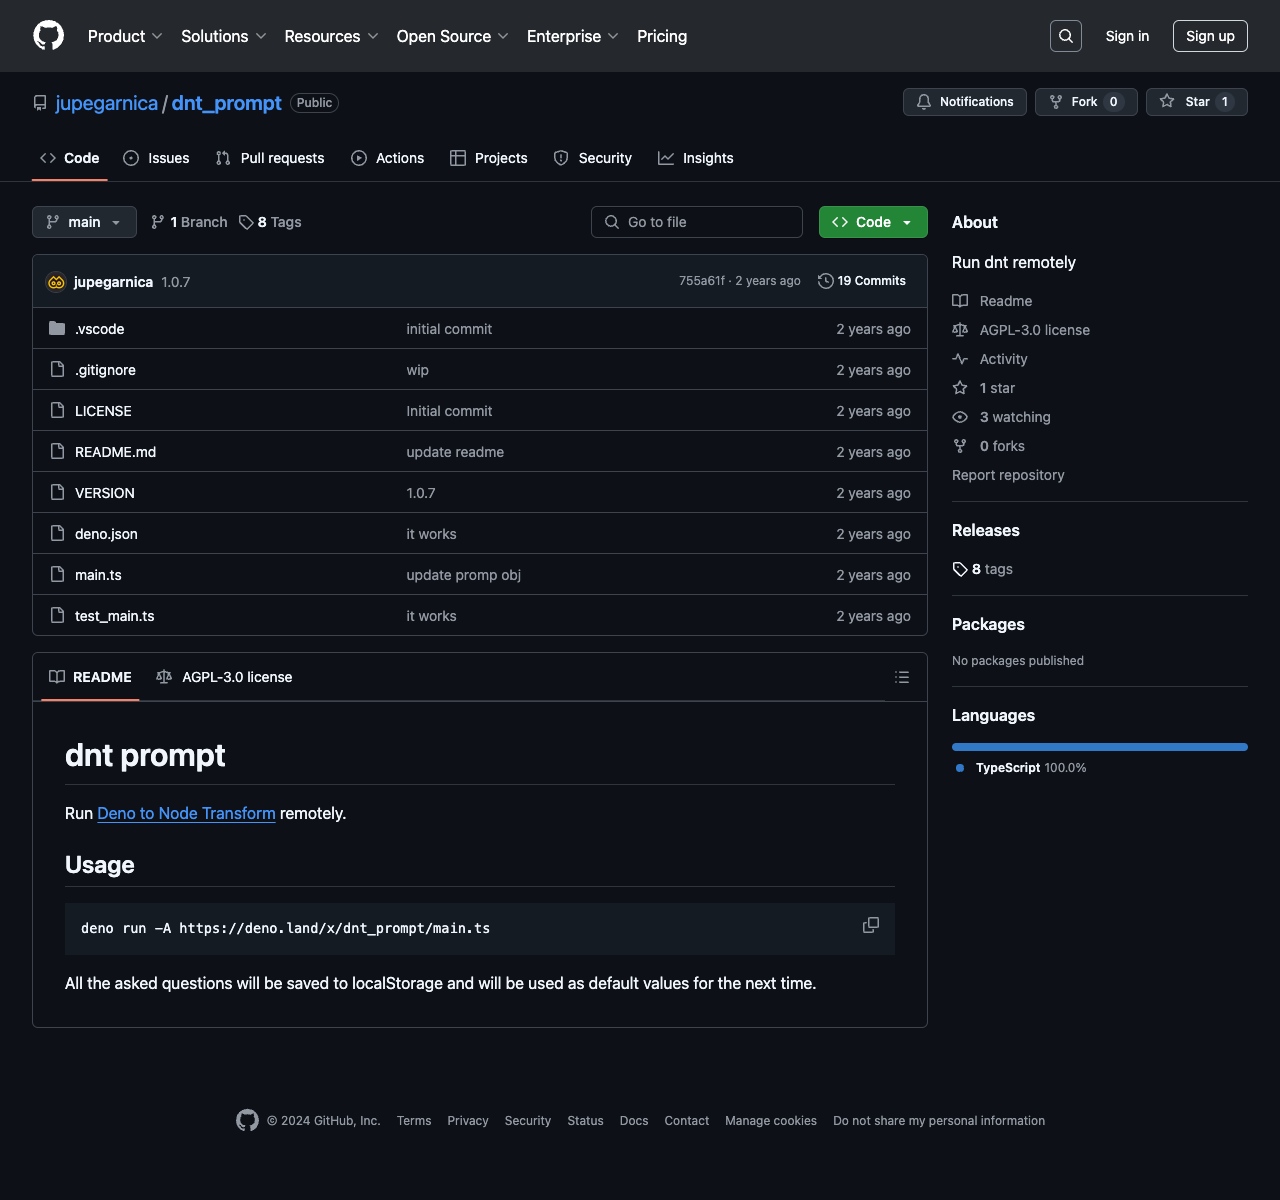 Product Solutions Resources Open Source Enterprise Pricing Sign in Sign up
jupegarnica / dnt_prompt Public Notifications Fork 0 Star 1
Code Issues Pull requests Actions Projects Security Insights
main 1 Branch 8 Tags Go to file Code
jupegarnica 1.0.7 755a61f · 2 years ago 19 Commits
.vscode initial commit 2 years ago
.gitignore wip 2 years ago
LICENSE Initial commit 2 years ago
README.md update readme 2 years ago
VERSION 1.0.7 2 years ago
deno.json it works 2 years ago
main.ts update promp obj 2 years ago
test_main.ts it works 2 years ago
README AGPL-3.0 license
dnt prompt
Run Deno to Node Transform remotely.
Usage
deno run -A https://deno.land/x/dnt_prompt/main.ts
All the asked questions will be saved to localStorage and will be used as default values for the next time.
About
Run dnt remotely
Readme
AGPL-3.0 license
Activity
1 star
3 watching
0 forks
Report repository
Releases
8 tags
Packages
No packages published
Languages
TypeScript 100.0%
© 2024 GitHub, Inc. Terms Privacy Security Status Docs Contact Manage cookies Do not share my personal information